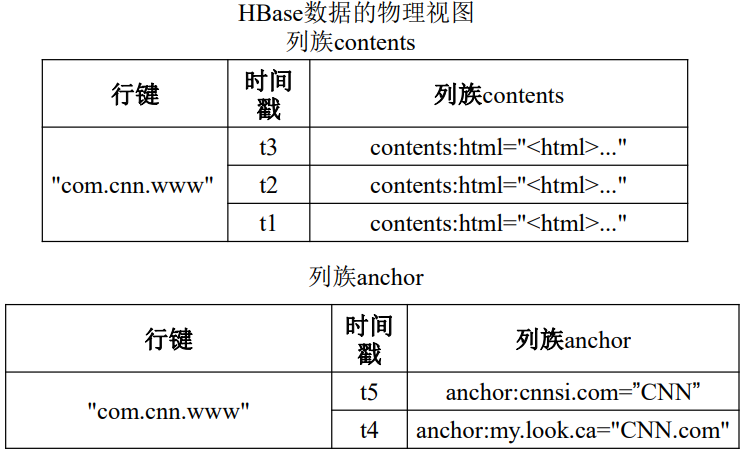 HBase数据的物理视图
列族contents
行键 时间戳 列族contents
"com.cnn.www" t3 contents:html="<html>..."
t2 contents:html="<html>..."
t1 contents:html="<html>..."
列族anchor
行键 时间戳 列族anchor
"com.cnn.www" t5 anchor:cnnsi.com=”CNN”
t4 anchor:my.look.ca="CNN.com"